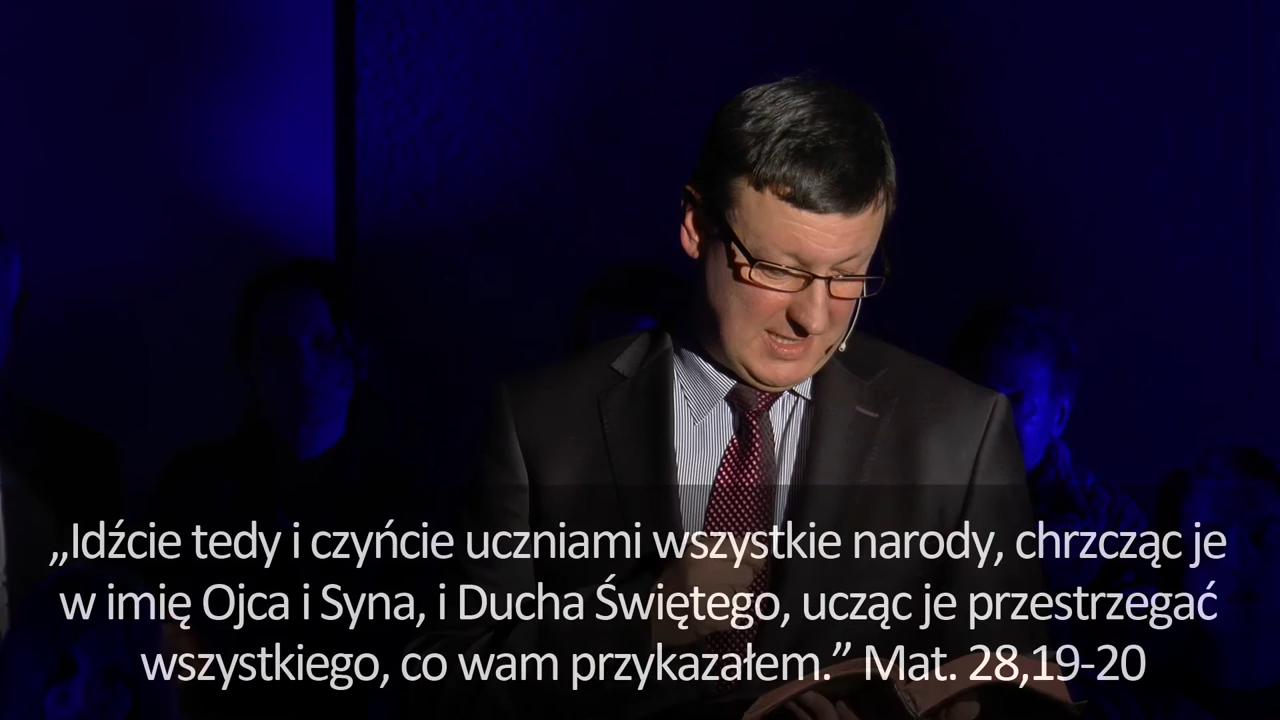 „Idźcie tedy i czyńcie uczniami wszystkie narody, chrzcząc je
w imię Ojca i Syna, i Ducha Świętego, ucząc je przestrzegać
wszystkiego, co wam przykazałem.” Mat. 28,19-20